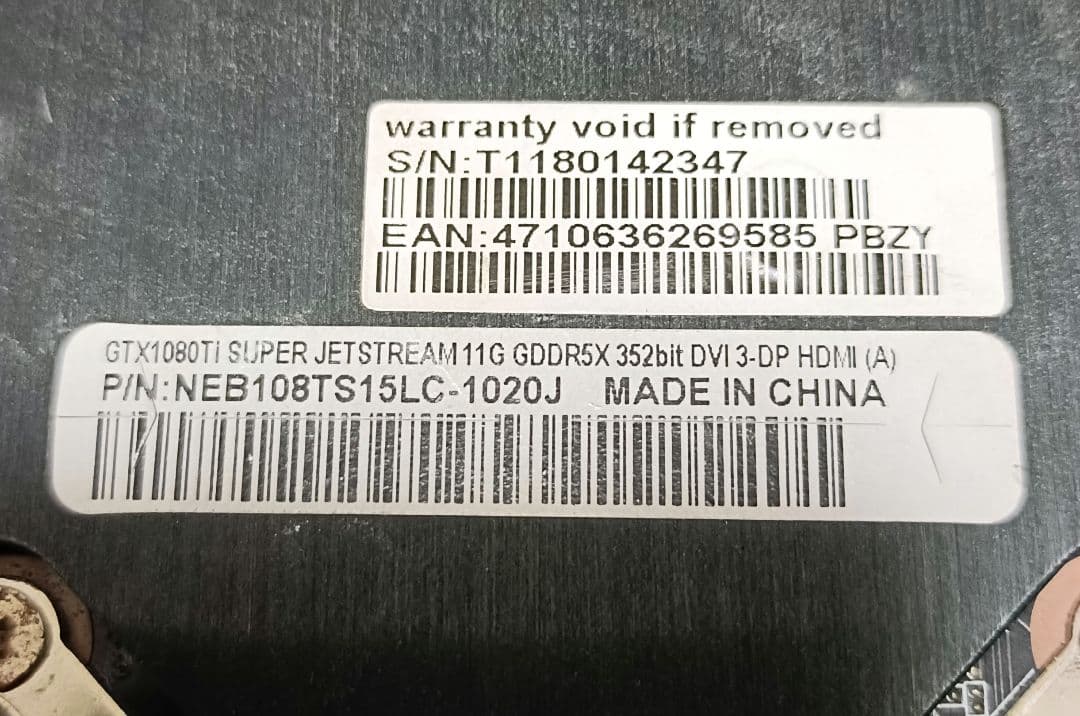 warranty void if removed
S/N:T1180142347
EAN:4710636269585 PBZY
GTX1080Ti SUPER JETSTREAM 11G GDDR5X 352bit DVI 3-DP HDMI (A)
P/N:NEB108TS15LC-1020J MADE IN CHINA